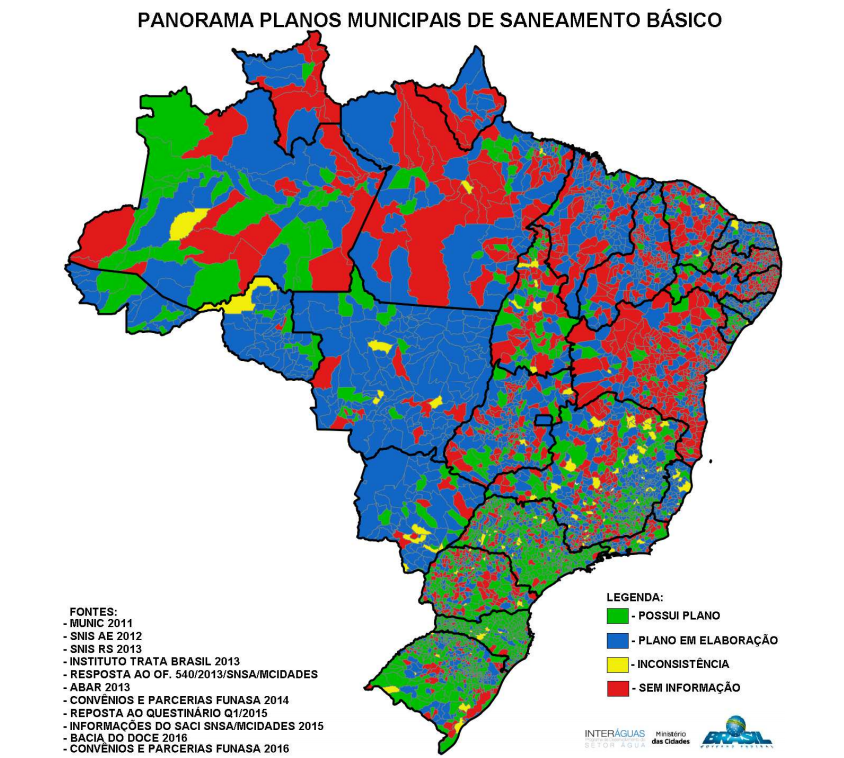 PANORAMA PLANOS MUNICIPAIS DE SANEAMENTO BÁSICO
FONTES:
- MUNIC 2011
- SNIS AE 2012
- SNIS RS 2013
- INSTITUTO TRATA BRASIL 2013
- RESPOSTA AO OF. 540/2013/SNSA/MCIDADES
- ABAR 2013
- CONVÊNIOS E PARCERIAS FUNASA 2014
- REPOSTA AO QUESTINÁRIO Q1/2015
- INFORMAÇÕES DO SACI SNSA/MCIDADES 2015
- BACIA DO DOCE 2016
- CONVÊNIOS E PARCERIAS FUNASA 2016
LEGENDA:
- POSSUI PLANO
- PLANO EM ELABORAÇÃO
- INCONSISTÊNCIA
- SEM INFORMAÇÃO
INTERÁGUAS
SETOR ÁGUA
Ministério
das Cidades
BRASIL
GOVERNO FEDERAL